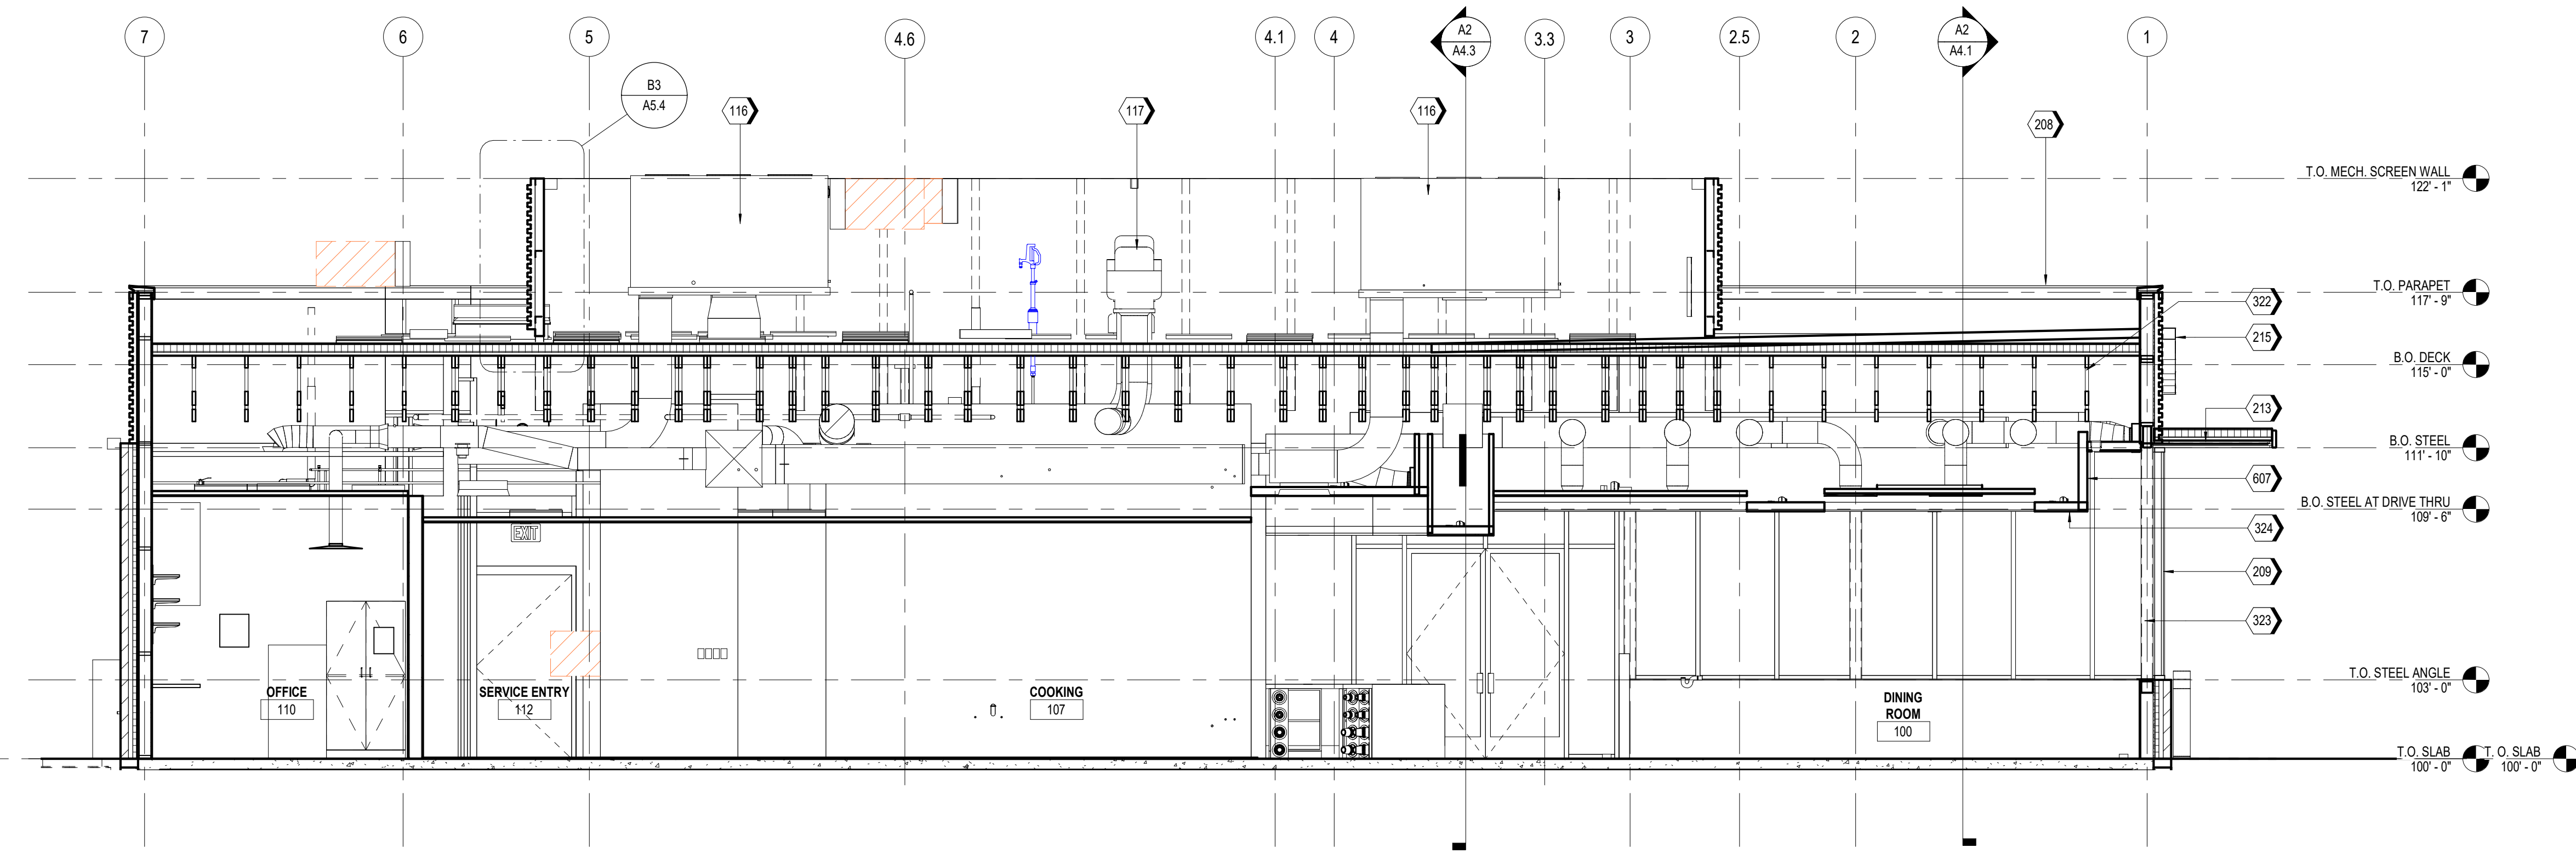 7
6
5
4.6
4.1
4
A2
A4.3
3.3
3
2.5
2
A2
A4.1
1
B3
A5.4
116
117
116
208
T.O. MECH. SCREEN WALL
122' - 1"
T.O. PARAPET
117' - 9"
322
215
B.O. DECK
115' - 0"
213
B.O. STEEL
111' - 10"
607
B.O. STEEL AT DRIVE THRU
109' - 6"
324
EXIT
209
323
T.O. STEEL ANGLE
103' - 0"
OFFICE
110
SERVICE ENTRY
112
COOKING
107
DINING
ROOM
100
T.O. SLAB
100' - 0"
T. O. SLAB
100' - 0"